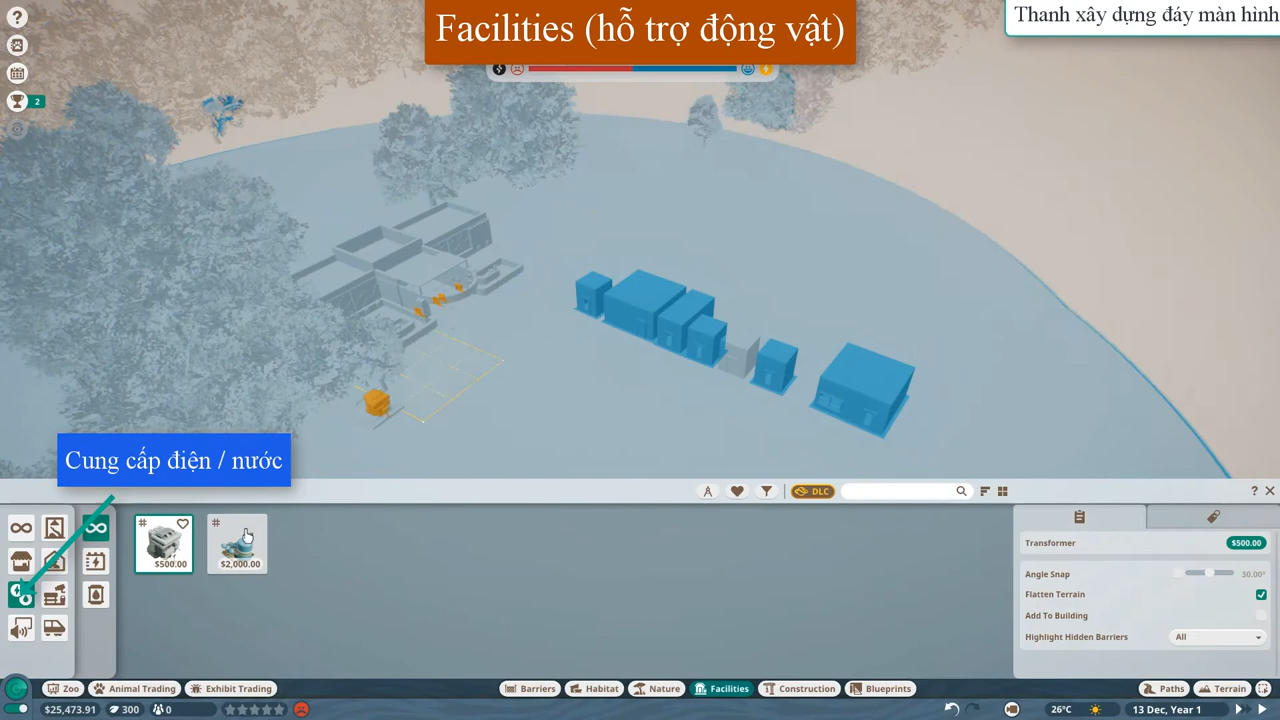 Facilities (hỗ trợ động vật)
Thanh xây dựng đáy màn hình
2
Cung cấp điện / nước
DLC
$500.00
$2,000.00
Transformer
$500.00
Angle Snap
30.00°
Flatten Terrain
Add To Building
Highlight Hidden Barriers
All
Zoo
Animal Trading
Exhibit Trading
Barriers
Habitat
Nature
Facilities
Construction
Blueprints
Paths
Terrain
$25,473.91
300
0
26°C
13 Dec, Year 1